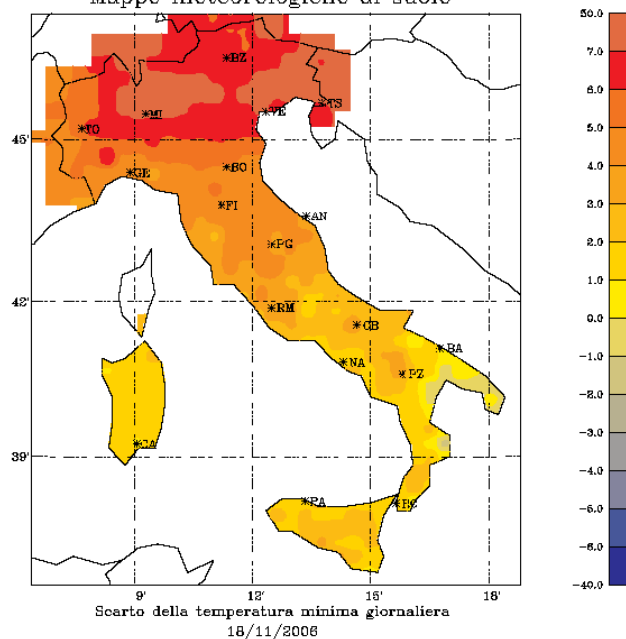 Mappe meteorologiche di suolo
BZ
MI
TO
VE
TS
GE
BO
FI
AN
PG
RM
CB
NA
BA
PZ
CA
PA
RC
45'
42'
39'
9'
12'
15'
18'
50.0
7.0
6.0
5.0
4.0
3.0
2.0
1.0
0.0
-1.0
-2.0
-3.0
-4.0
-5.0
-6.0
-40.0
Scarto della temperatura minima giornaliera
18/11/2006